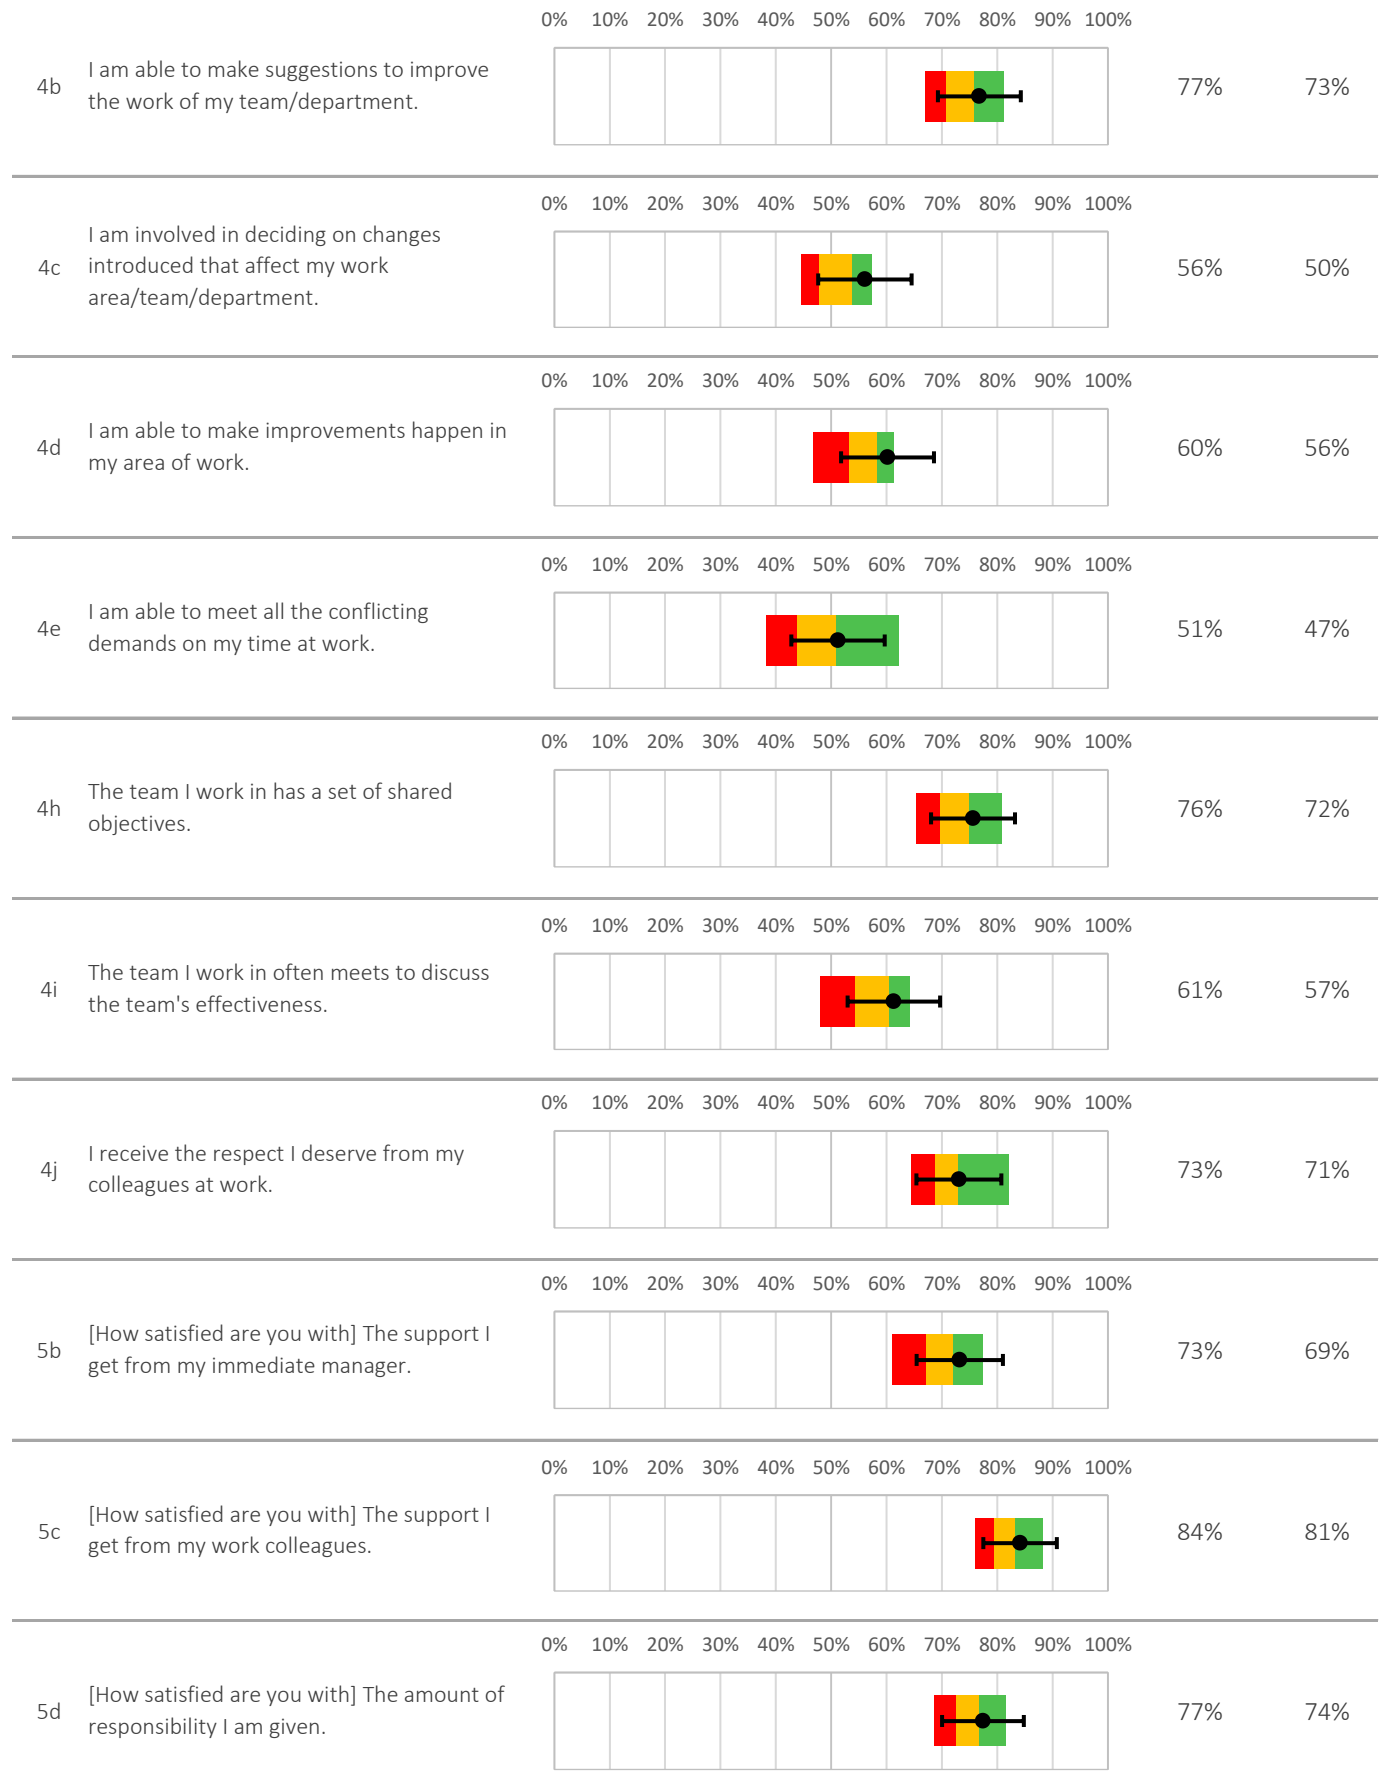 0% 10% 20% 30% 40% 50% 60% 70% 80% 90% 100%
4b I am able to make suggestions to improve
the work of my team/department.
77% 73%
0% 10% 20% 30% 40% 50% 60% 70% 80% 90% 100%
4c I am involved in deciding on changes
introduced that affect my work
area/team/department.
56% 50%
0% 10% 20% 30% 40% 50% 60% 70% 80% 90% 100%
4d I am able to make improvements happen in
my area of work.
60% 56%
0% 10% 20% 30% 40% 50% 60% 70% 80% 90% 100%
4e I am able to meet all the conflicting
demands on my time at work.
51% 47%
0% 10% 20% 30% 40% 50% 60% 70% 80% 90% 100%
4h The team I work in has a set of shared
objectives.
76% 72%
0% 10% 20% 30% 40% 50% 60% 70% 80% 90% 100%
4i The team I work in often meets to discuss
the team's effectiveness.
61% 57%
0% 10% 20% 30% 40% 50% 60% 70% 80% 90% 100%
4j I receive the respect I deserve from my
colleagues at work.
73% 71%
0% 10% 20% 30% 40% 50% 60% 70% 80% 90% 100%
5b [How satisfied are you with] The support I
get from my immediate manager.
73% 69%
0% 10% 20% 30% 40% 50% 60% 70% 80% 90% 100%
5c [How satisfied are you with] The support I
get from my work colleagues.
84% 81%
0% 10% 20% 30% 40% 50% 60% 70% 80% 90% 100%
5d [How satisfied are you with] The amount of
responsibility I am given.
77% 74%